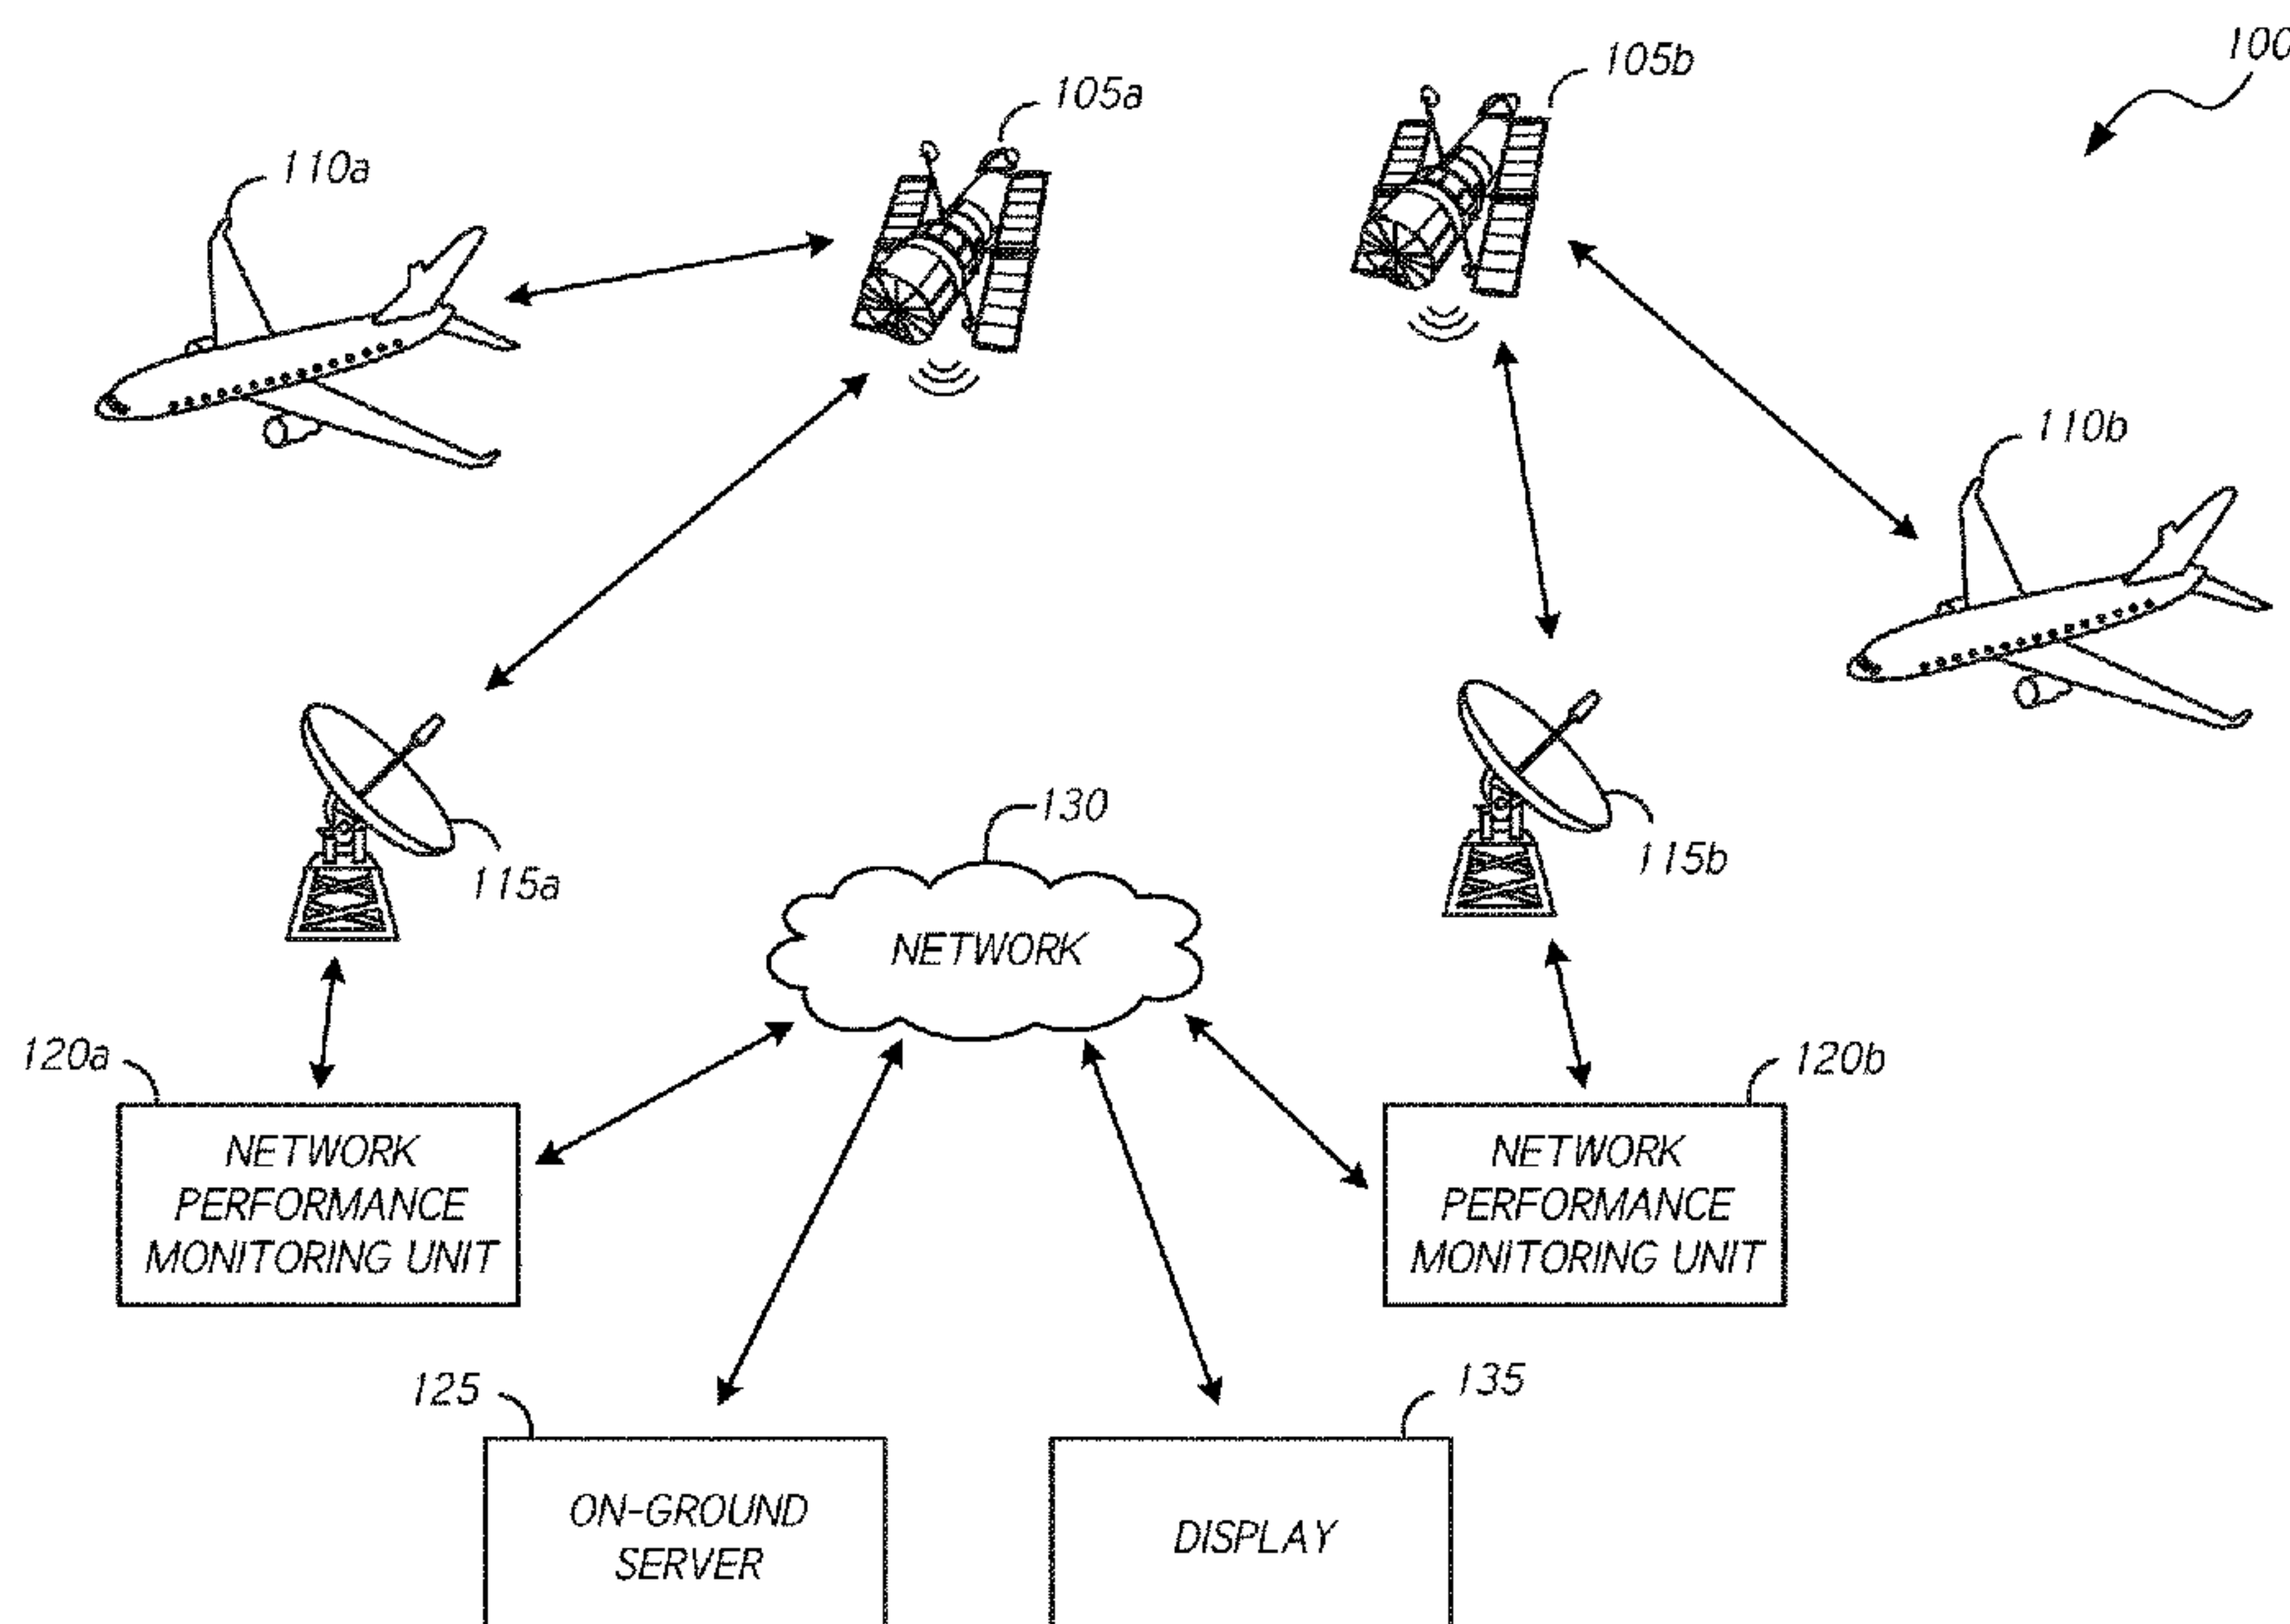 100
105b
105a
110a
110b
130
115a
115b
NETWORK
120a
120b
NETWORK
PERFORMANCE
MONITORING UNIT
NETWORK
PERFORMANCE
MONITORING UNIT
125
135
ON-GROUND
SERVER
DISPLAY